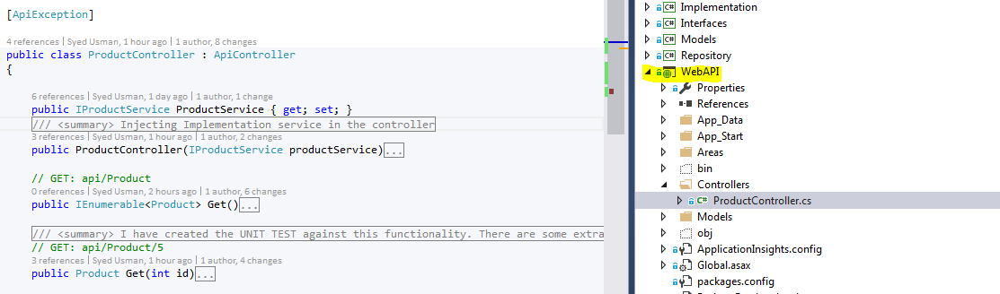 [ApiException]
4 references | Syed Usman, 1 hour ago | 1 author, 8 changes
public class ProductController : ApiController
{
6 references | Syed Usman, 1 day ago | 1 author, 1 change
public IProductService ProductService { get; set; }
/// <summary> Injecting Implementation service in the controller
3 references | Syed Usman, 1 hour ago | 1 author, 2 changes
public ProductController(IProductService productService)...
// GET: api/Product
0 references | Syed Usman, 2 hours ago | 1 author, 6 changes
public IEnumerable<Product> Get()...
/// <summary> I have created the UNIT TEST against this functionality. There are some extra
// GET: api/Product/5
3 references | Syed Usman, 1 hour ago | 1 author, 4 changes
public Product Get(int id)...
C# Implementation
C# Interfaces
C# Models
C# Repository
WebAPI
Properties
References
App_Data
App_Start
Areas
bin
Controllers
C# ProductController.cs
Models
obj
ApplicationInsights.config
Global.asax
packages.config